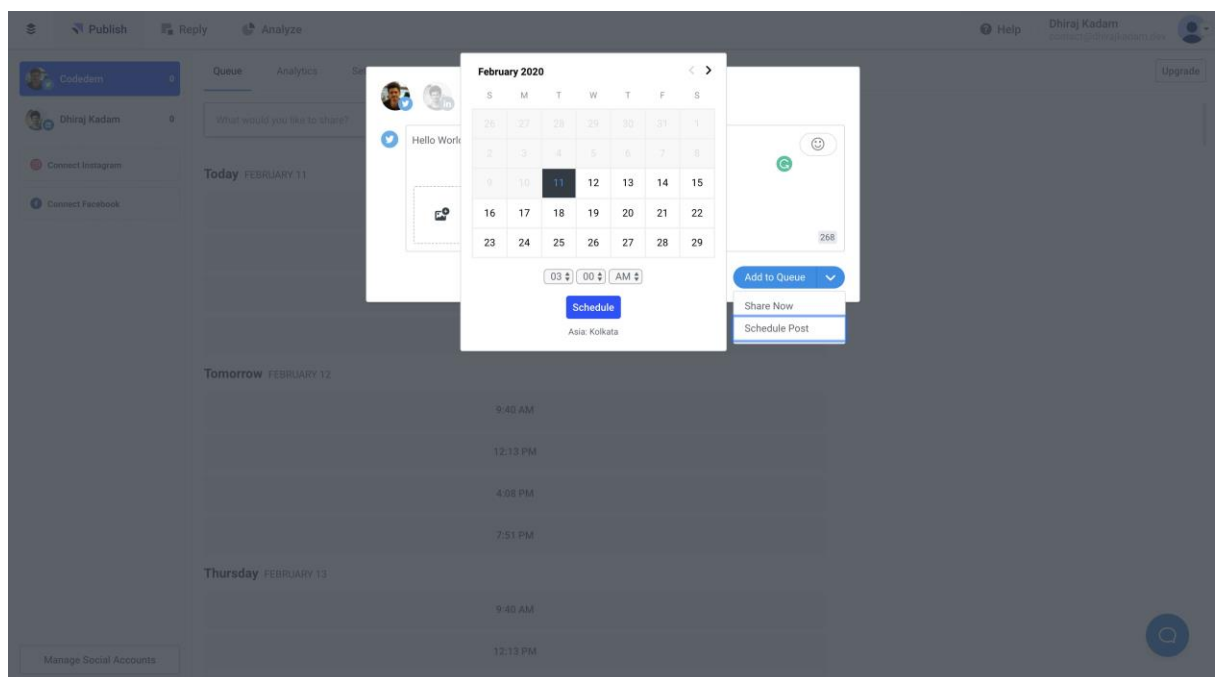 Publish
Reply
Analyze
Help
Dhiraj Kadam
Codedem 0
Dhiraj Kadam 0
Connect Instagram
Connect Facebook
Manage Social Accounts
Queue Analytics
Upgrade
What would you like to share?
Today FEBRUARY 11
Hello World
268
Add to Queue
Share Now
Schedule Post
February 2020
S M T W T F S
26 27 28 29 30 31 1
2 3 4 5 6 7 8
9 10 11 12 13 14 15
16 17 18 19 20 21 22
23 24 25 26 27 28 29
03 00 AM
Schedule
Asia: Kolkata
Tomorrow FEBRUARY 12
9:40 AM
12:13 PM
4:08 PM
7:51 PM
Thursday FEBRUARY 13
9:40 AM
12:13 PM